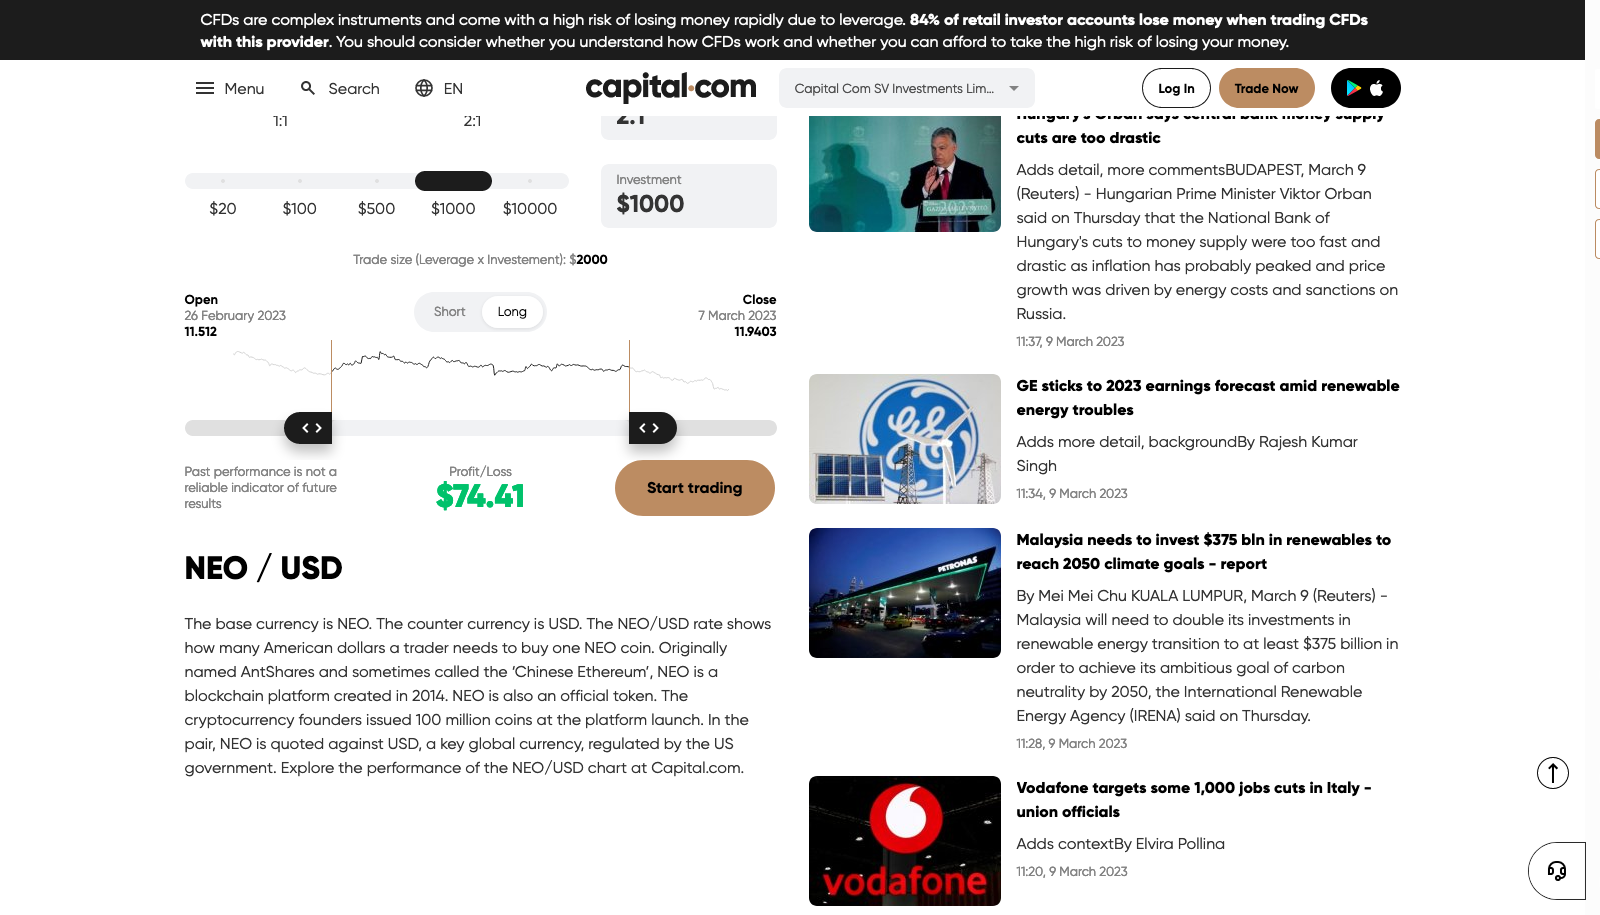 CFDs are complex instruments and come with a high risk of losing money rapidly due to leverage. 84% of retail investor accounts lose money when trading CFDs
with this provider. You should consider whether you understand how CFDs work and whether you can afford to take the high risk of losing your money.
Menu
Search
EN
capital.com
Capital Com SV Investments Lim...
Log In
Trade Now
1:1
2:1
2:1
$20
$100
$500
$1000
$10000
Investment
$1000
Trade size (Leverage x Investement): $2000
Open
26 February 2023
11.512
Short
Long
Close
7 March 2023
11.9403
Past performance is not a
reliable indicator of future
results
Profit/Loss
$74.41
Start trading
NEO / USD
The base currency is NEO. The counter currency is USD. The NEO/USD rate shows
how many American dollars a trader needs to buy one NEO coin. Originally
named AntShares and sometimes called the ‘Chinese Ethereum’, NEO is a
blockchain platform created in 2014. NEO is also an official token. The
cryptocurrency founders issued 100 million coins at the platform launch. In the
pair, NEO is quoted against USD, a key global currency, regulated by the US
government. Explore the performance of the NEO/USD chart at Capital.com.
Hungary's Orban says central bank money supply
cuts are too drastic
Adds detail, more commentsBUDAPEST, March 9
(Reuters) - Hungarian Prime Minister Viktor Orban
said on Thursday that the National Bank of
Hungary's cuts to money supply were too fast and
drastic as inflation has probably peaked and price
growth was driven by energy costs and sanctions on
Russia.
11:37, 9 March 2023
GE sticks to 2023 earnings forecast amid renewable
energy troubles
Adds more detail, backgroundBy Rajesh Kumar
Singh
11:34, 9 March 2023
PETRONAS
Malaysia needs to invest $375 bln in renewables to
reach 2050 climate goals - report
By Mei Mei Chu KUALA LUMPUR, March 9 (Reuters) -
Malaysia will need to double its investments in
renewable energy transition to at least $375 billion in
order to achieve its ambitious goal of carbon
neutrality by 2050, the International Renewable
Energy Agency (IRENA) said on Thursday.
11:28, 9 March 2023
vodafone
Vodafone targets some 1,000 jobs cuts in Italy -
union officials
Adds contextBy Elvira Pollina
11:20, 9 March 2023